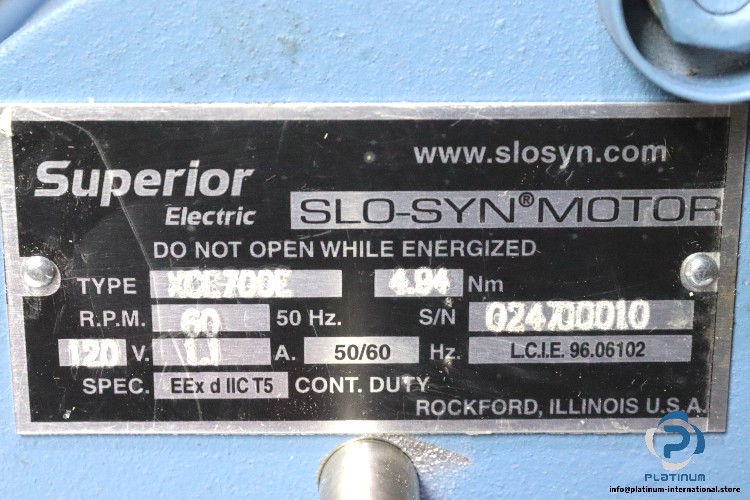 www.slosyn.com
Superior
Electric
SLO-SYN® MOTOR
DO NOT OPEN WHILE ENERGIZED
TYPE XCE700E 4.94 Nm
R.P.M. 60 50 Hz. S/N 024700010
120 V. 1.1 A. 50/60 Hz. L.C.I.E. 96.06102
SPEC. EEx d IIC T5 CONT. DUTY
ROCKFORD, ILLINOIS U.S.A.
PLATINUM
info@platinum-international.store